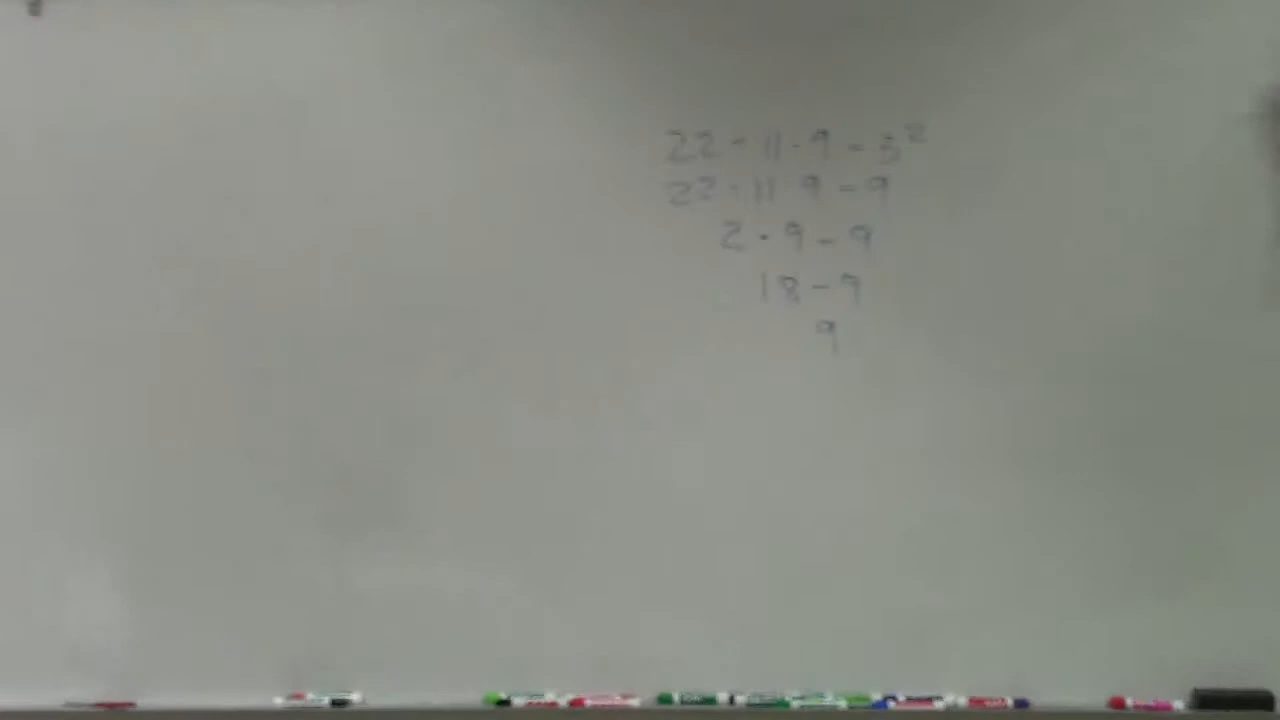 22 ÷ 11 · 9 - 3²
22 ÷ 11 · 9 - 9
2 · 9 - 9
18 - 9
9